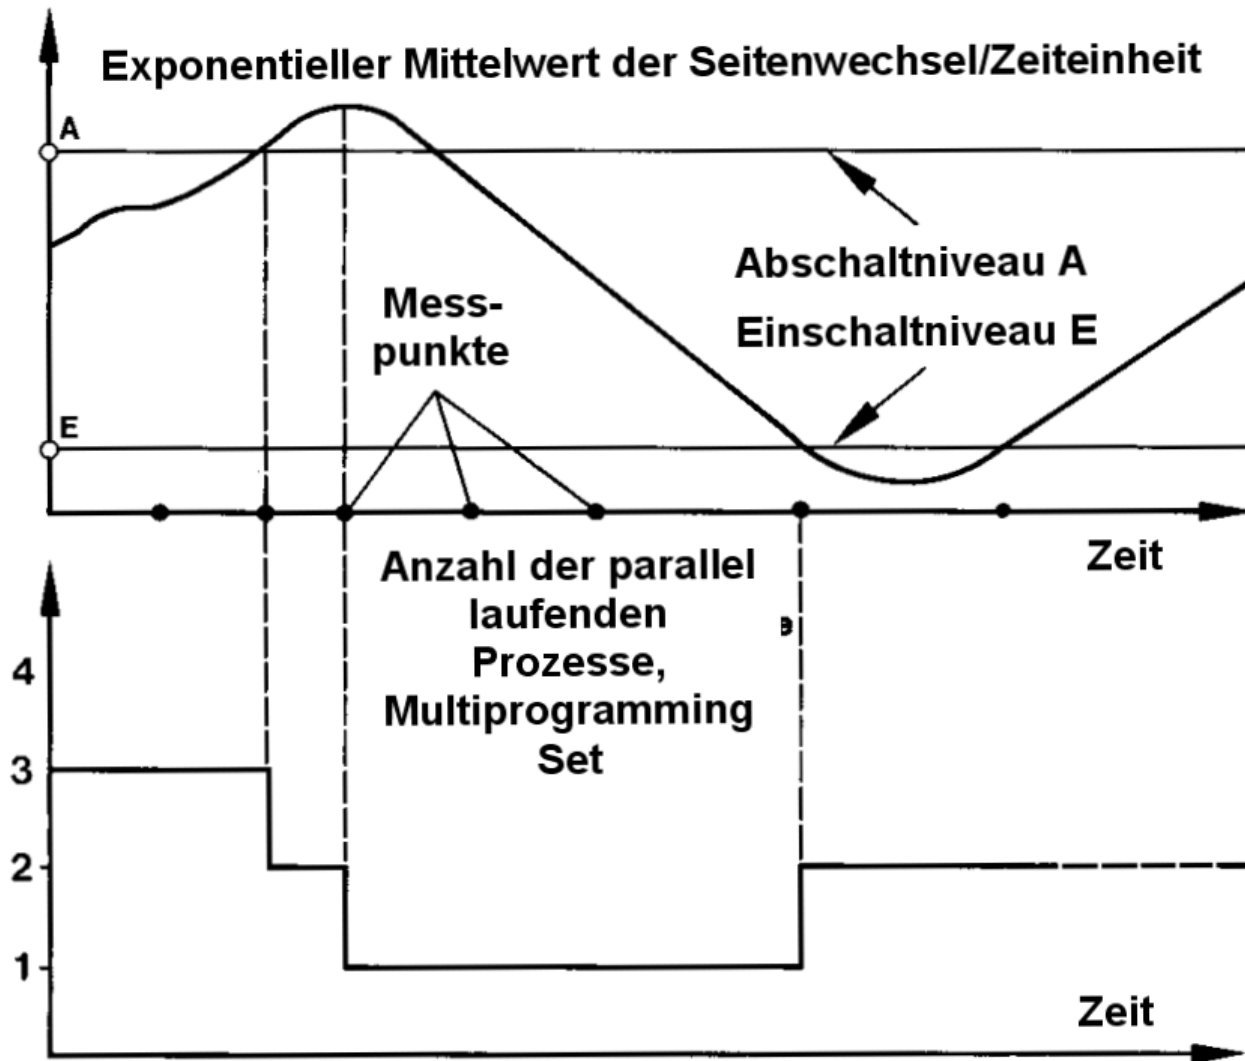 Exponentieller Mittelwert der Seitenwechsel/Zeiteinheit
A
Abschaltniveau A
Einschaltniveau E
Mess-
punkte
E
Zeit
Anzahl der parallel
laufenden
Prozesse,
Multiprogramming
Set
4
3
2
1
Zeit